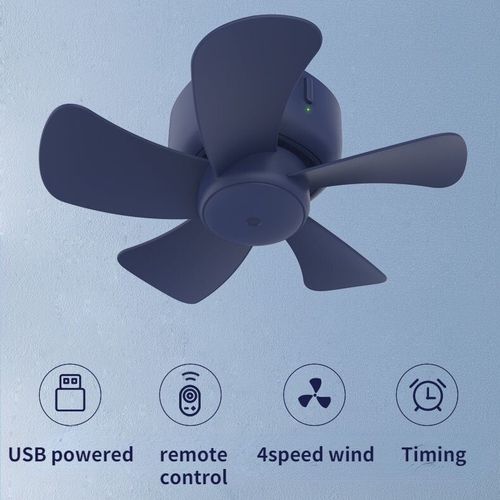 USB powered
remote
control
4speed wind
Timing